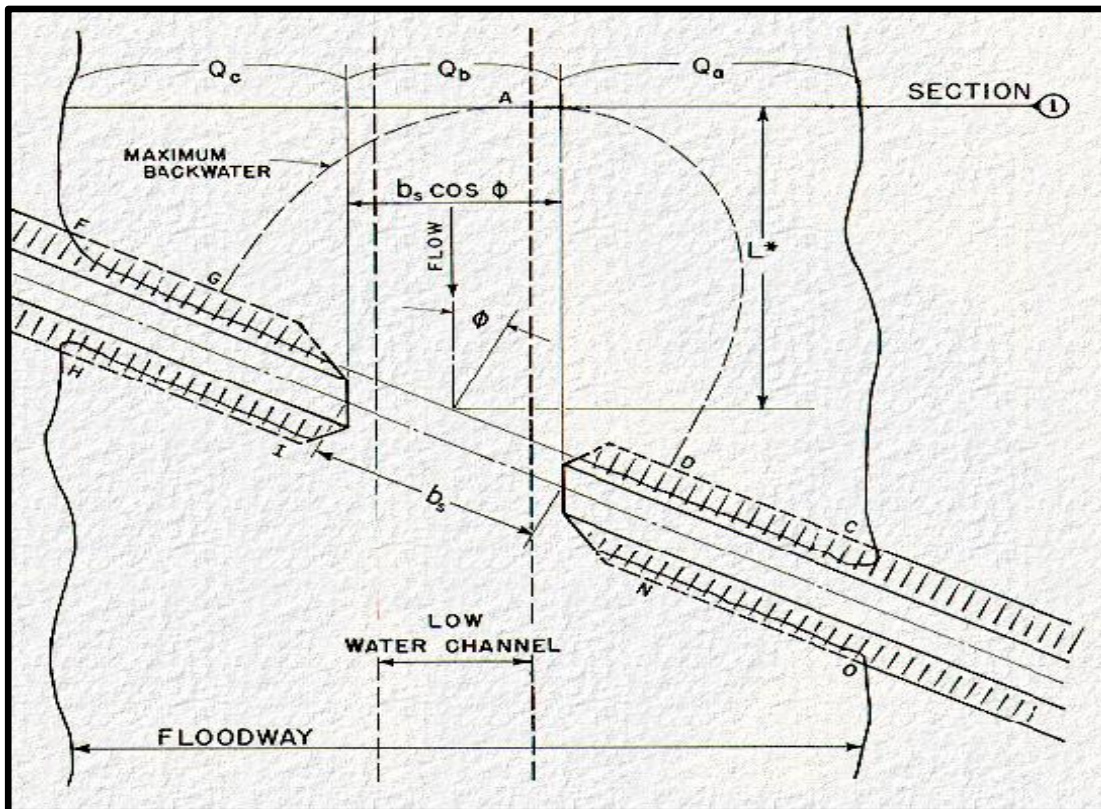 Qc
Qb
Qa
A
SECTION 1
MAXIMUM
BACKWATER
bs cos ϕ
FLOW
L*
F
G
ϕ
H
I
bs
D
C
N
O
LOW
WATER CHANNEL
FLOODWAY